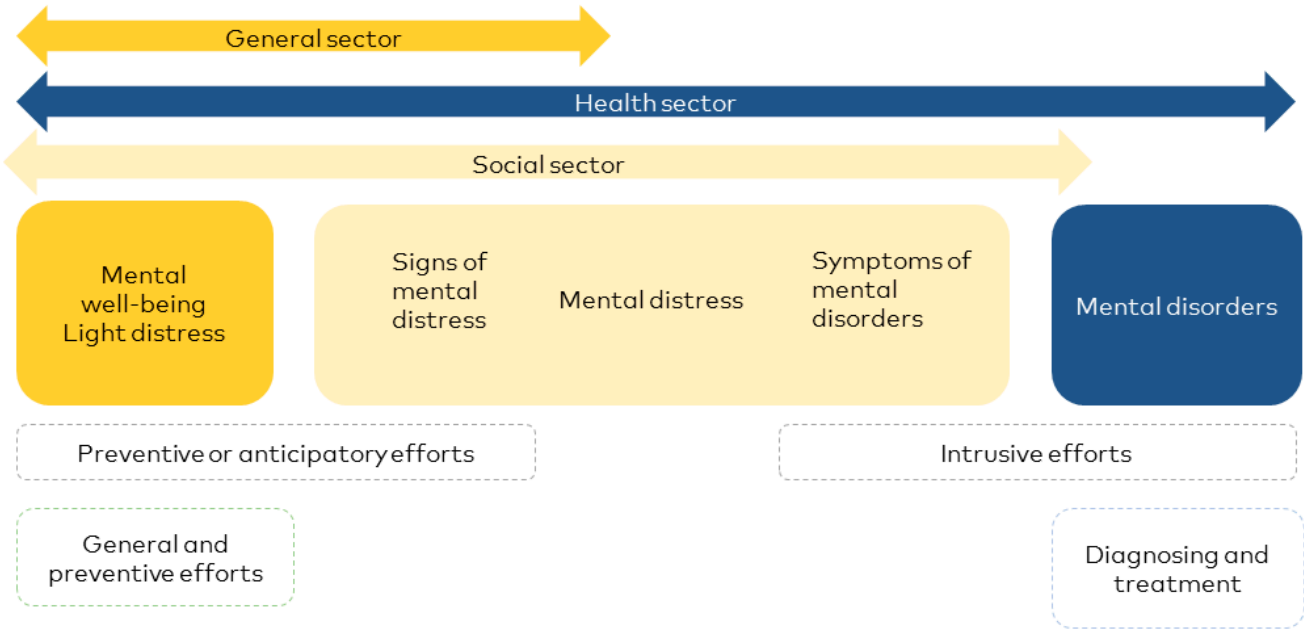 General sector
Health sector
Social sector
Mental
well-being
Light distress
Signs of
mental
distress
Mental distress
Symptoms of
mental
disorders
Mental disorders
Preventive or anticipatory efforts
Intrusive efforts
General and
preventive efforts
Diagnosing and
treatment